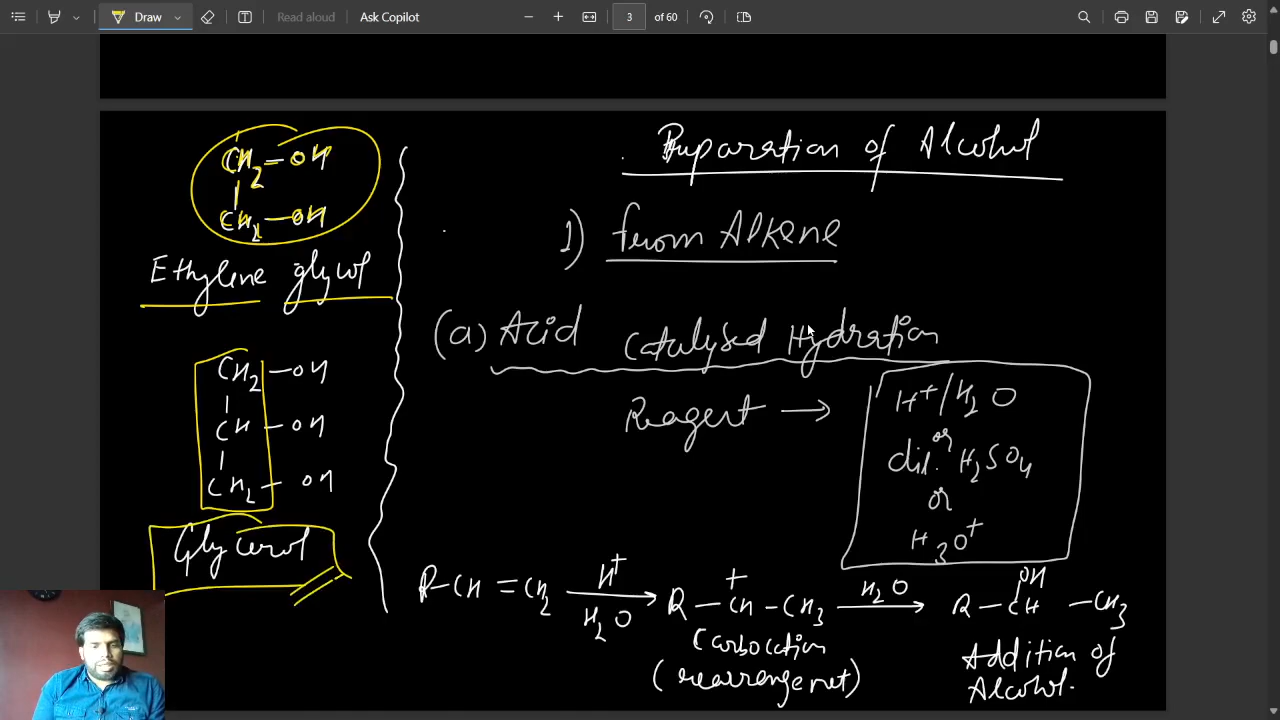 Draw
Read aloud
Ask Copilot
3
of 60
CH2-OH
CH2-OH
Ethylene glycol
CH2-OH
CH-OH
CH2-OH
Glycerol
Preparation of Alcohol
1) from Alkene
(a) Acid Catalysed Hydration
Reagent →
H+/H2O
or
dil. H2SO4
or
H3O+
R-CH=CH2 H+ H2O → R-CH-CH3 + H2O → R-CH-CH3 OH
Carbocation
(rearrangement)
Addition of
Alcohol.